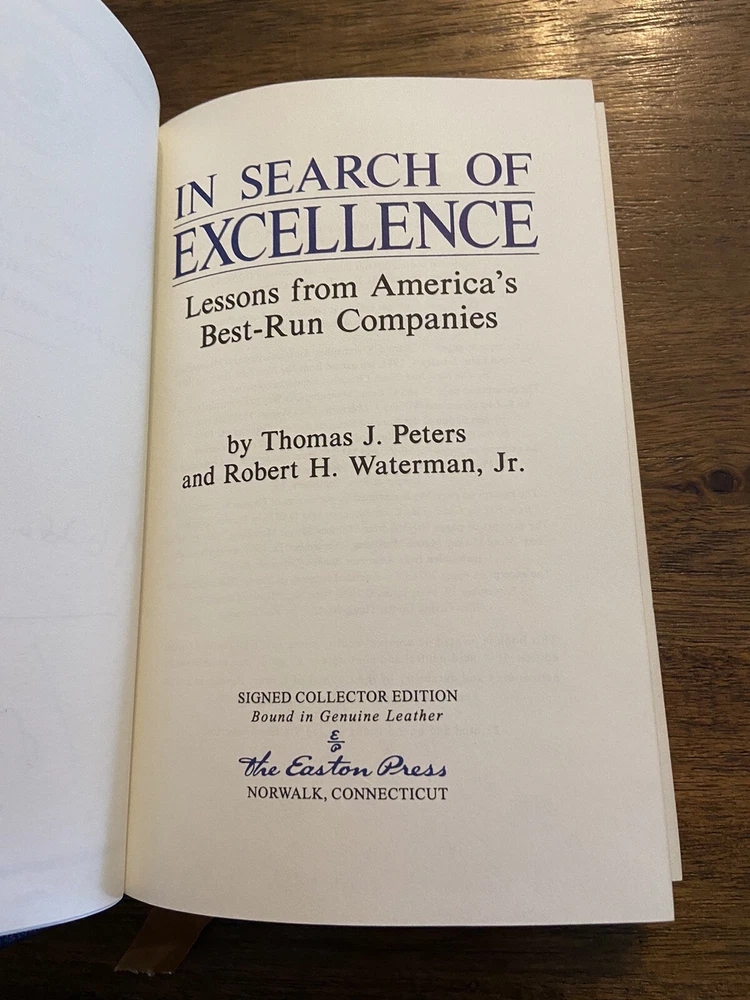 IN SEARCH OF
EXCELLENCE
Lessons from America's
Best-Run Companies
by Thomas J. Peters
and Robert H. Waterman, Jr.
SIGNED COLLECTOR EDITION
Bound in Genuine Leather
E
P
The Easton Press
NORWALK, CONNECTICUT